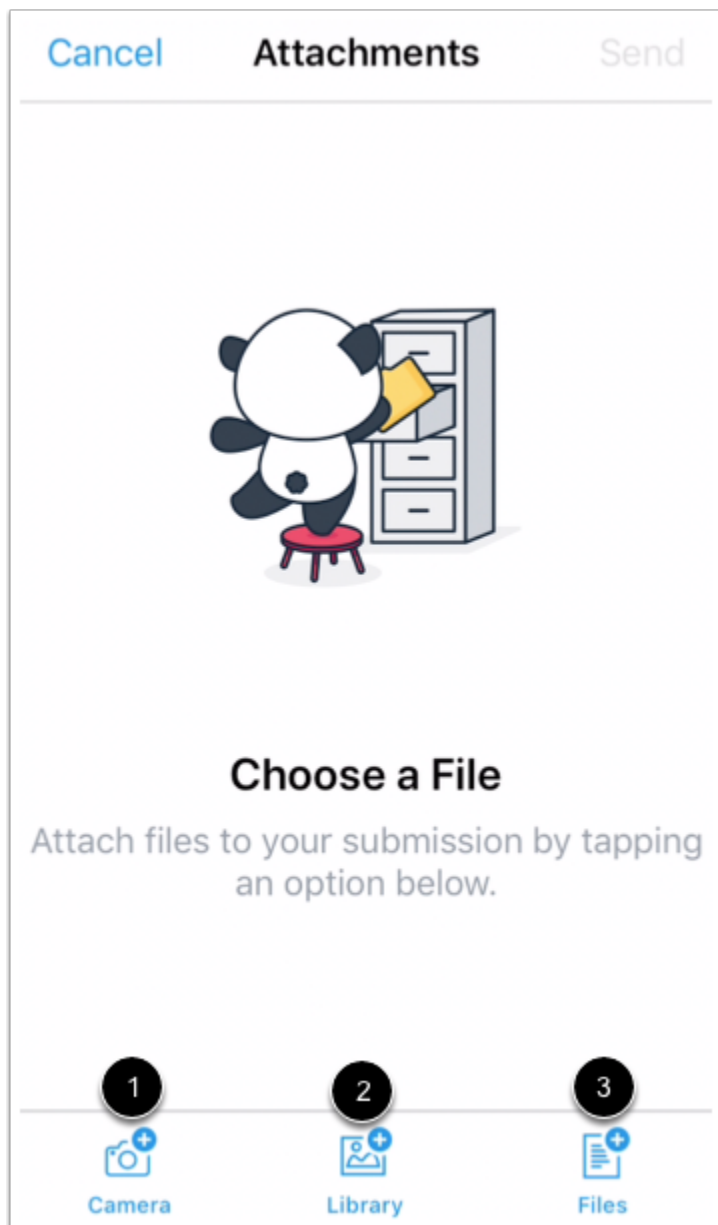 Cancel Attachments Send
Choose a File
Attach files to your submission by tapping
an option below.
1 2 3
Camera Library Files